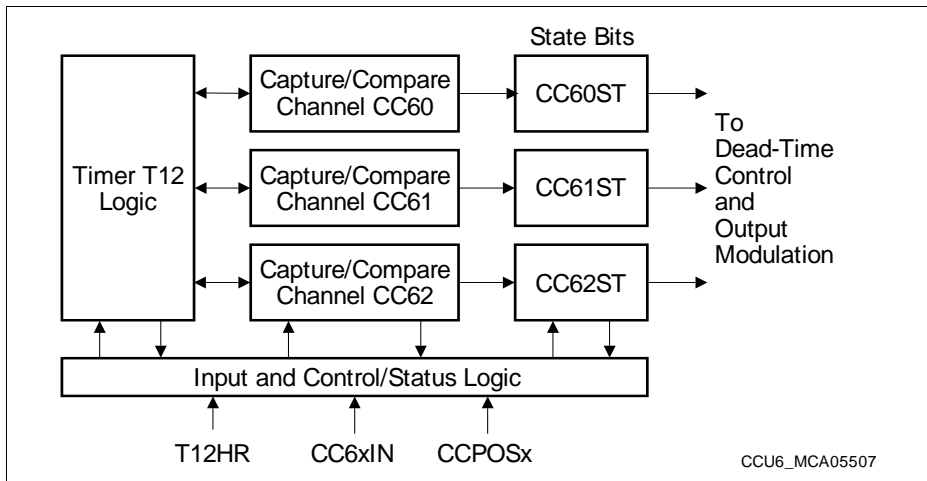 State Bits
Timer T12
Logic
Capture/Compare
Channel CC60
CC60ST
Capture/Compare
Channel CC61
CC61ST
Capture/Compare
Channel CC62
CC62ST
To
Dead-Time
Control
and
Output
Modulation
Input and Control/Status Logic
T12HR
CC6xIN
CCPOSx
CCU6_MCA05507